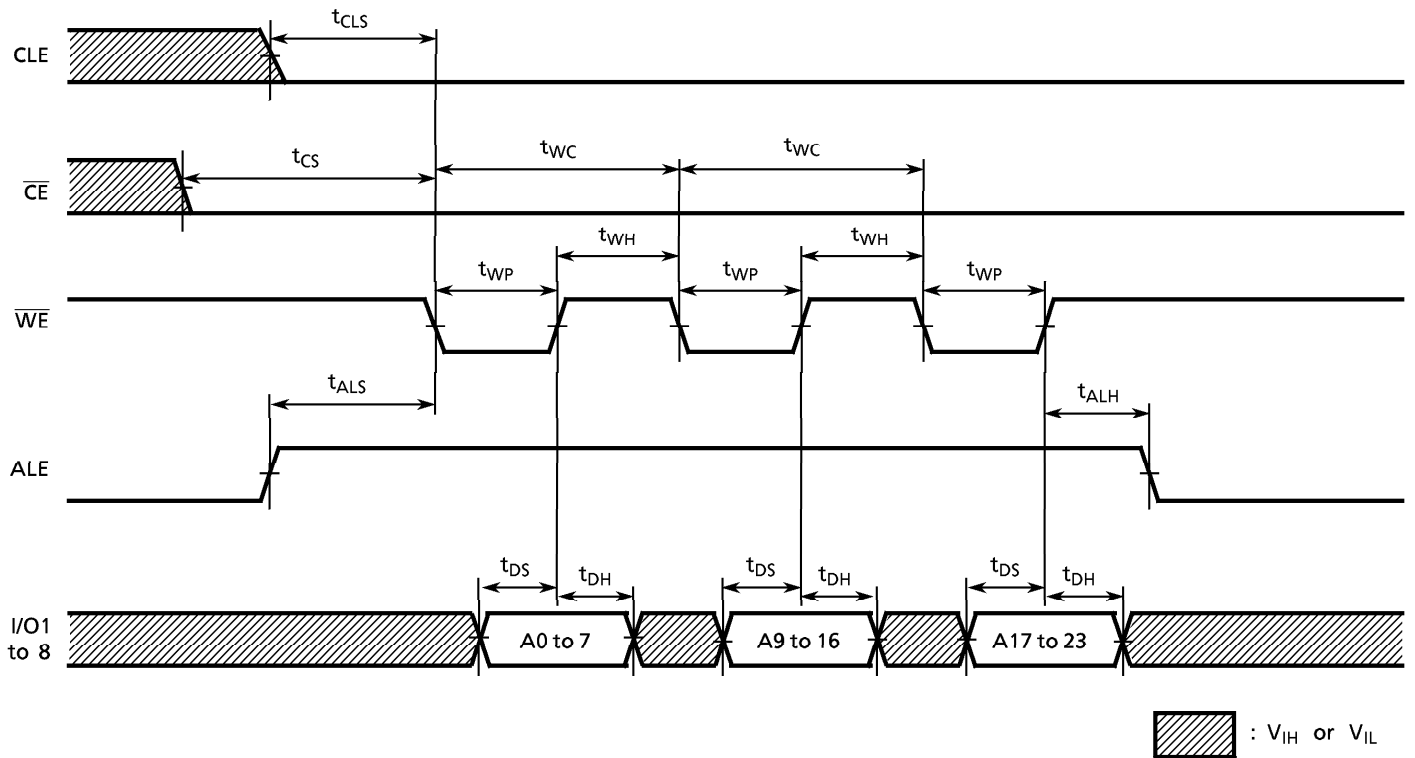 tCLS
CLE
tCS
tWC
tWC
CE
tWH
tWH
tWP
tWP
tWP
WE
tALS
tALH
ALE
tDS
tDH
tDS
tDH
tDS
tDH
I/O1
to 8
A0 to 7
A9 to 16
A17 to 23
: VIH or VIL